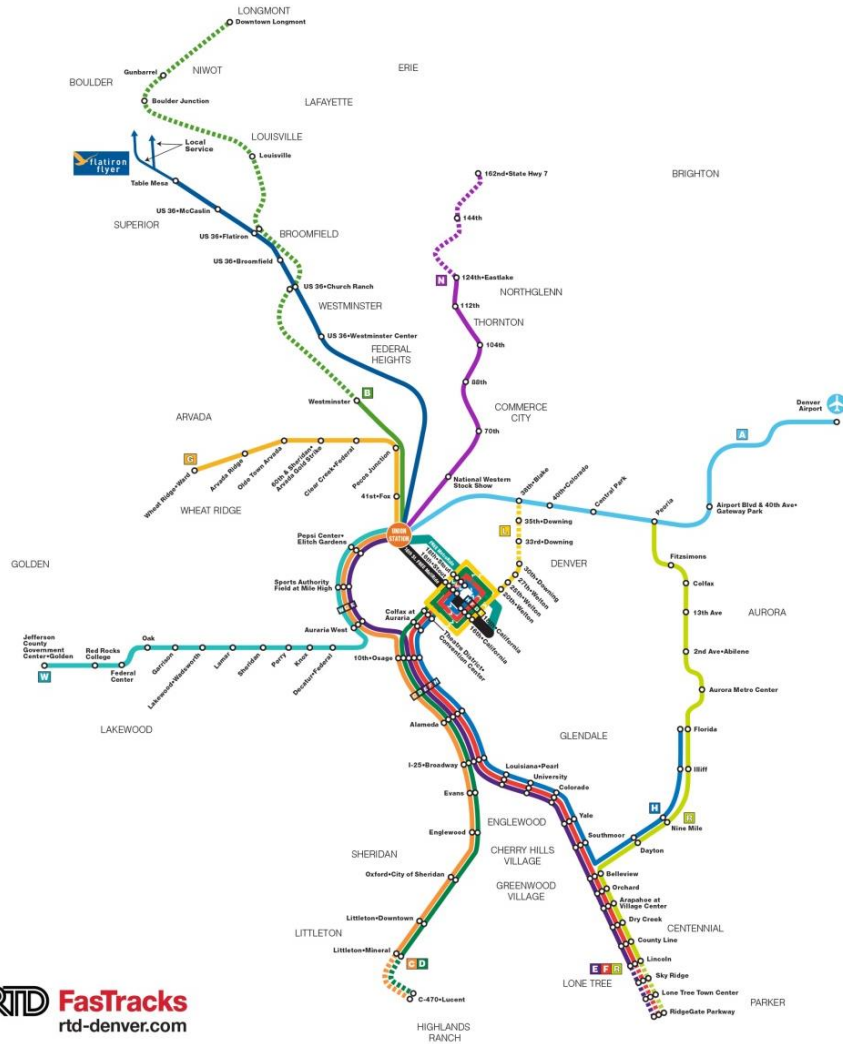 LONGMONT
Downtown Longmont
NIWOT
Gunbarrel
BOULDER
ERIE
Boulder Junction
LAFAYETTE
LOUISVILLE
Local
Service
flatiron
flyer
Louisville
Table Mesa
162nd•State Hwy 7
BRIGHTON
US 36•McCaslin
SUPERIOR
144th
US 36•Flatiron
BROOMFIELD
US 36•Broomfield
N
124th•Eastlake
US 36•Church Ranch
NORTHGLENN
WESTMINSTER
112th
THORNTON
US 36•Westminster Center
104th
FEDERAL
HEIGHTS
88th
B
Westminster
COMMERCE
CITY
Denver
Airport
ARVADA
70th
A
G
Wheat Ridge•Ward
Arvada Ridge
Olde Town Arvada
60th & Sheridan•
Arvada Gold Strike
Clear Creek•Federal
Pecos Junction
National Western
Stock Show
38th•Blake
40th•Colorado
Central Park
Peoria
41st•Fox
WHEAT RIDGE
Airport Blvd & 40th Ave•
Gateway Park
UNION
STATION
L
35th•Downing
33rd•Downing
Pepsi Center•
Elitch Gardens
GOLDEN
DENVER
30th•Downing
27th•Welton
25th•Welton
20th•Welton
Fitzsimons
Colfax
Sports Authority
Field at Mile High
13th Ave
AURORA
Colfax at
Auraria
Auraria West
16th•California
Theatre District•
Convention Center
Jefferson
County
Government
Center•Golden
W
Red Rocks
College
Federal
Center
Oak
Garrison
Lakewood•Wadsworth
Lamar
Sheridan
Perry
Knox
Decatur•Federal
10th•Osage
2nd Ave•Abilene
Aurora Metro Center
LAKEWOOD
Alameda
GLENDALE
Florida
I-25•Broadway
Louisiana•Pearl
University
Colorado
Iliff
Evans
H
R
Nine Mile
Yale
ENGLEWOOD
Englewood
Southmoor
Dayton
SHERIDAN
CHERRY HILLS
VILLAGE
Oxford•City of Sheridan
Belleview
GREENWOOD
VILLAGE
Orchard
Arapahoe at
Village Center
Littleton•Downtown
LITTLETON
Dry Creek
CENTENNIAL
County Line
Littleton•Mineral
C D
E F R
Lincoln
LONE TREE
Sky Ridge
C-470•Lucent
Lone Tree Town Center
PARKER
RidgeGate Parkway
HIGHLANDS
RANCH
RTD FasTracks
rtd-denver.com